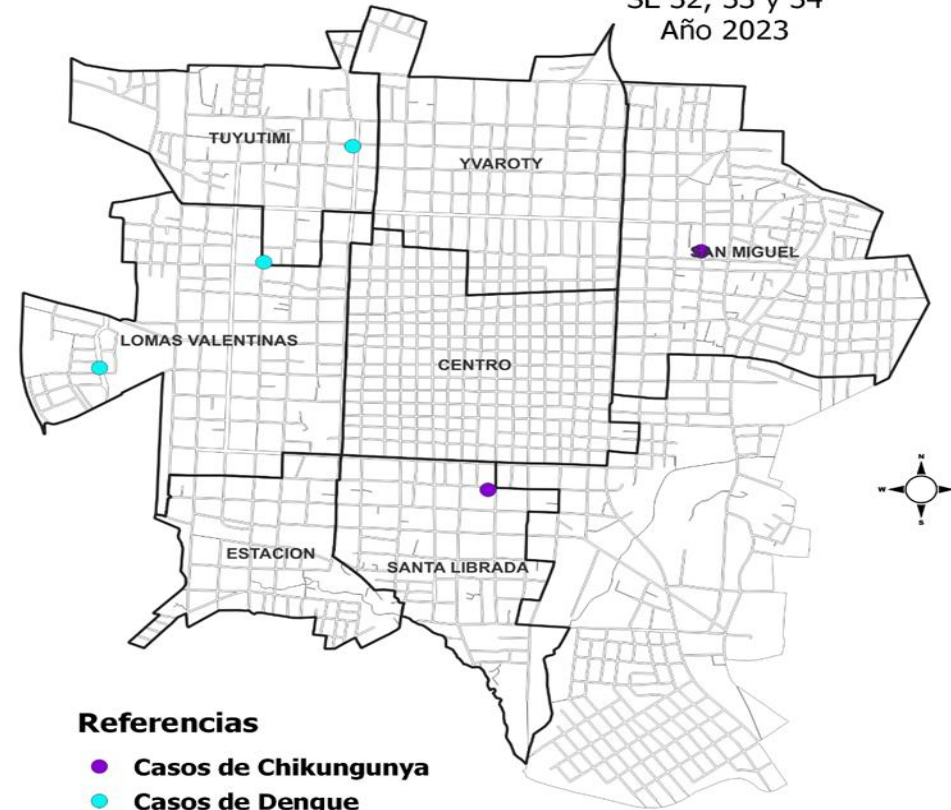 SE 32, 33 y 34
Año 2023
TUYUTIMI
YVAROTY
SAN MIGUEL
LOMAS VALENTINAS
CENTRO
N
W
S
ESTACION
SANTA LIBRADA
Referencias
Casos de Chikungunya
Casos de Dengue